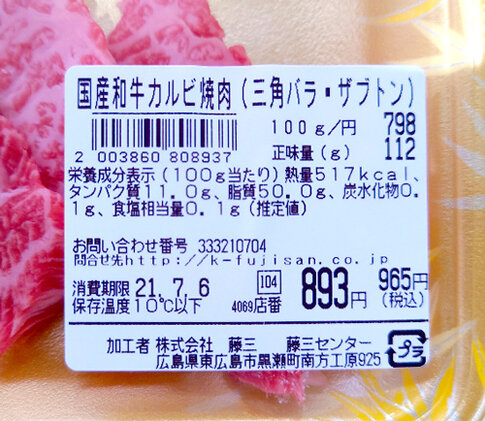 国産和牛カルビ焼肉(三角バラ・ザブトン)
100g/円 798
正味量(g) 112
2 003860 808937
栄養成分表示(100g当たり)熱量517kcal、
タンパク質11.0g、脂質50.0g、炭水化物0.
1g、食塩相当量0.1g(推定値)
お問い合わせ番号 333210704
問合せ先http://k-fujisan.co.jp
消費期限 21.7.6 I04 893円 965円
保存温度 10℃以下 4069店番 (税込)
加工者 株式会社 藤三 藤三センター
広島県東広島市黒瀬町南方工原925
プラ